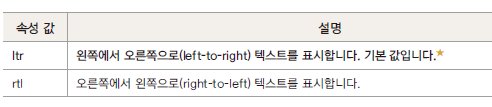 속성 값 설명
ltr 왼쪽에서 오른쪽으로(left-to-right) 텍스트를 표시합니다. 기본 값입니다.★
rtl 오른쪽에서 왼쪽으로(right-to-left) 텍스트를 표시합니다.